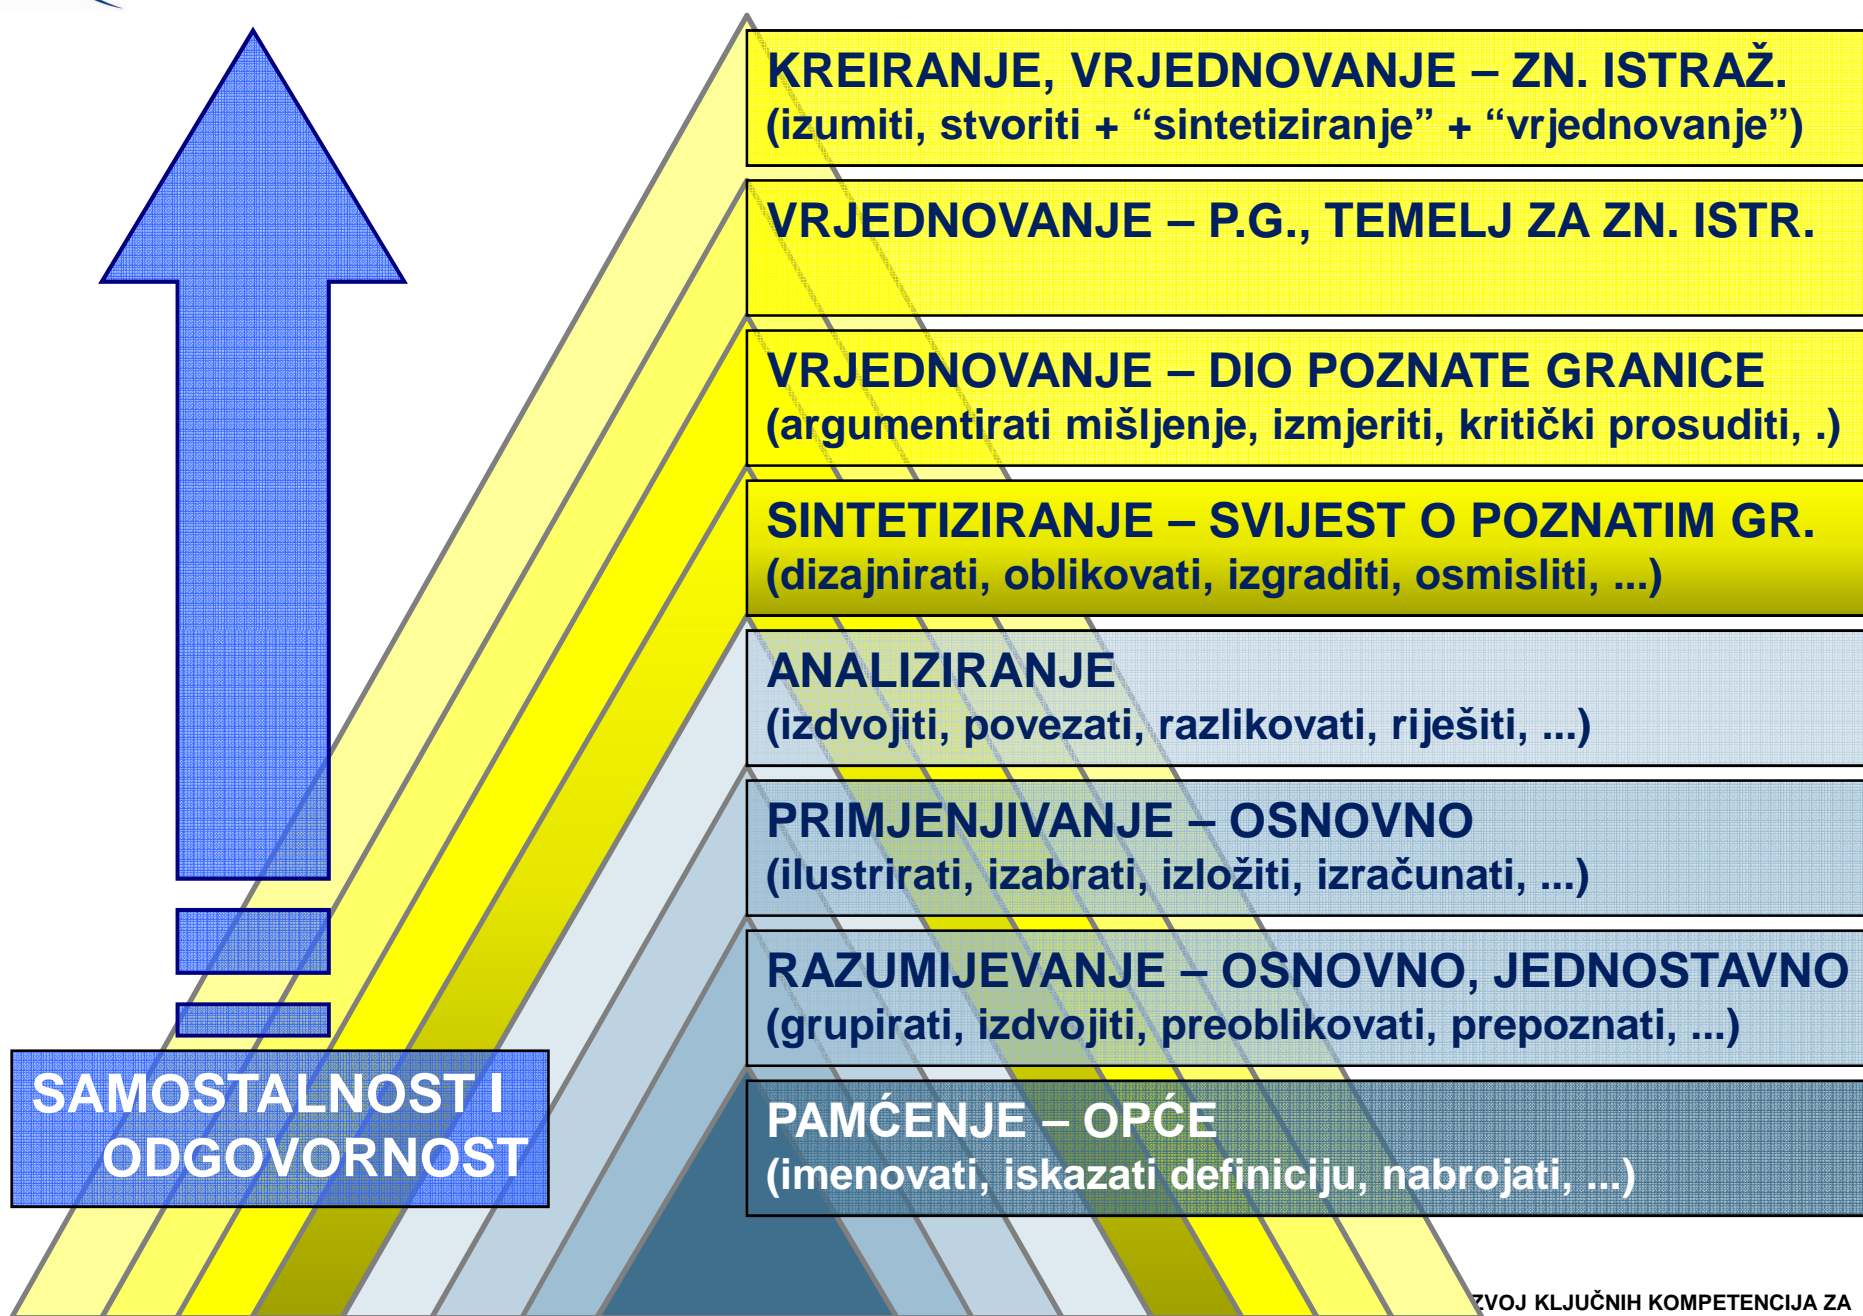 KREIRANJE, VRJEDNOVANJE – ZN. ISTRAŽ.
(izumiti, stvoriti + “sintetiziranje” + “vrjednovanje”)
VRJEDNOVANJE – P.G., TEMELJ ZA ZN. ISTR.
VRJEDNOVANJE – DIO POZNATE GRANICE
(argumentirati mišljenje, izmjeriti, kritički prosuditi, .)
SINTETIZIRANJE – SVIJEST O POZNATIM GR.
(dizajnirati, oblikovati, izgraditi, osmisliti, ...)
ANALIZIRANJE
(izdvojiti, povezati, razlikovati, riješiti, ...)
PRIMJENJIVANJE – OSNOVNO
(ilustrirati, izabrati, izložiti, izračunati, ...)
RAZUMIJEVANJE – OSNOVNO, JEDNOSTAVNO
(grupirati, izdvojiti, preoblikovati, prepoznati, ...)
PAMĆENJE – OPĆE
(imenovati, iskazati definiciju, nabrojati, ...)
SAMOSTALNOST I
ODGOVORNOST
KLJUČNIH KOMPETENCIJA ZA